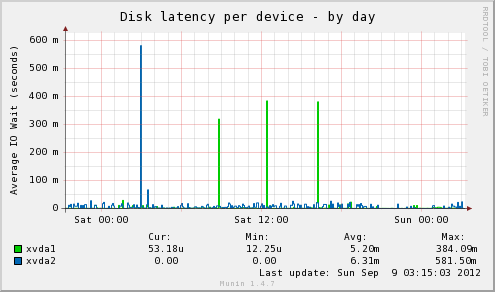 Disk latency per device - by day
RRDTOOL / TOBI OETIKER
Average IO Wait (seconds)
600 m
500 m
400 m
300 m
200 m
100 m
0
Sat 00:00 Sat 12:00 Sun 00:00
Cur: Min: Avg: Max:
xvda1 53.18u 12.25u 5.20m 384.09m
xvda2 0.00 0.00 6.31m 581.50m
Last update: Sun Sep 9 03:15:03 2012
Munin 1.4.7